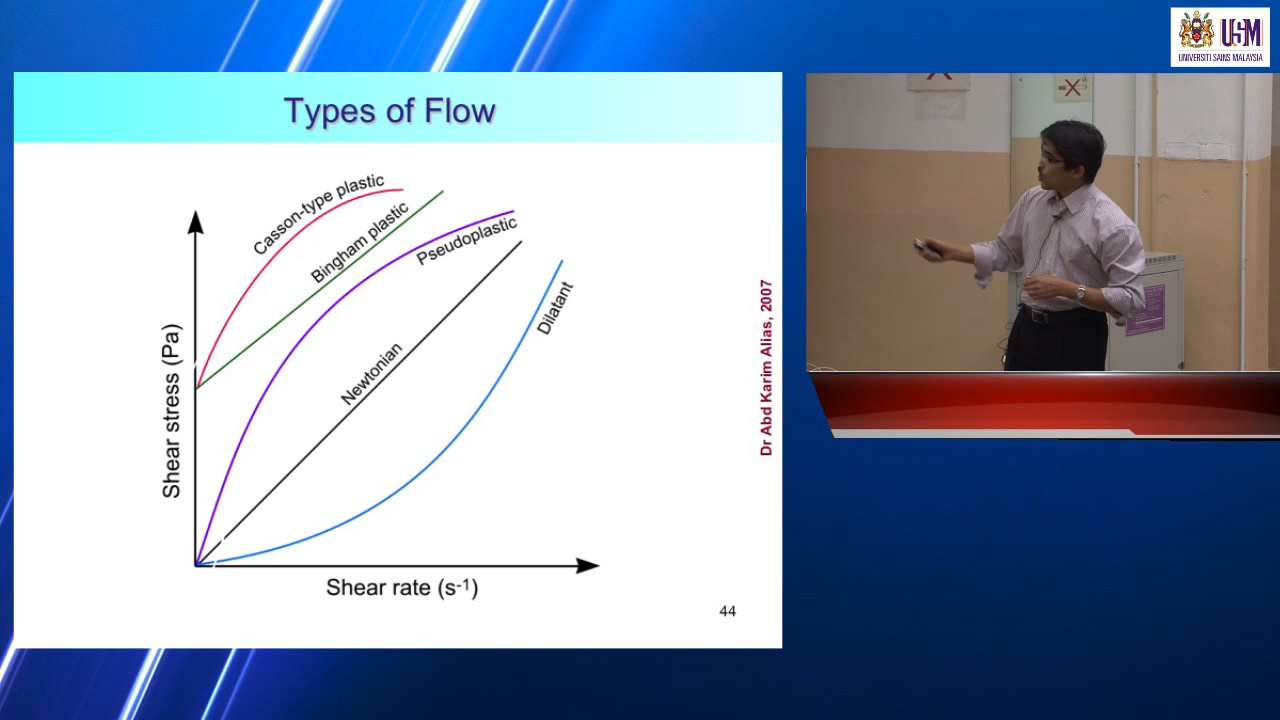 USM
UNIVERSITI SAINS MALAYSIA
Types of Flow
Casson-type plastic
Bingham plastic
Pseudoplastic
Newtonian
Dilatant
Shear stress (Pa)
Shear rate (s-1)
Dr Abd Karim Alias, 2007
44